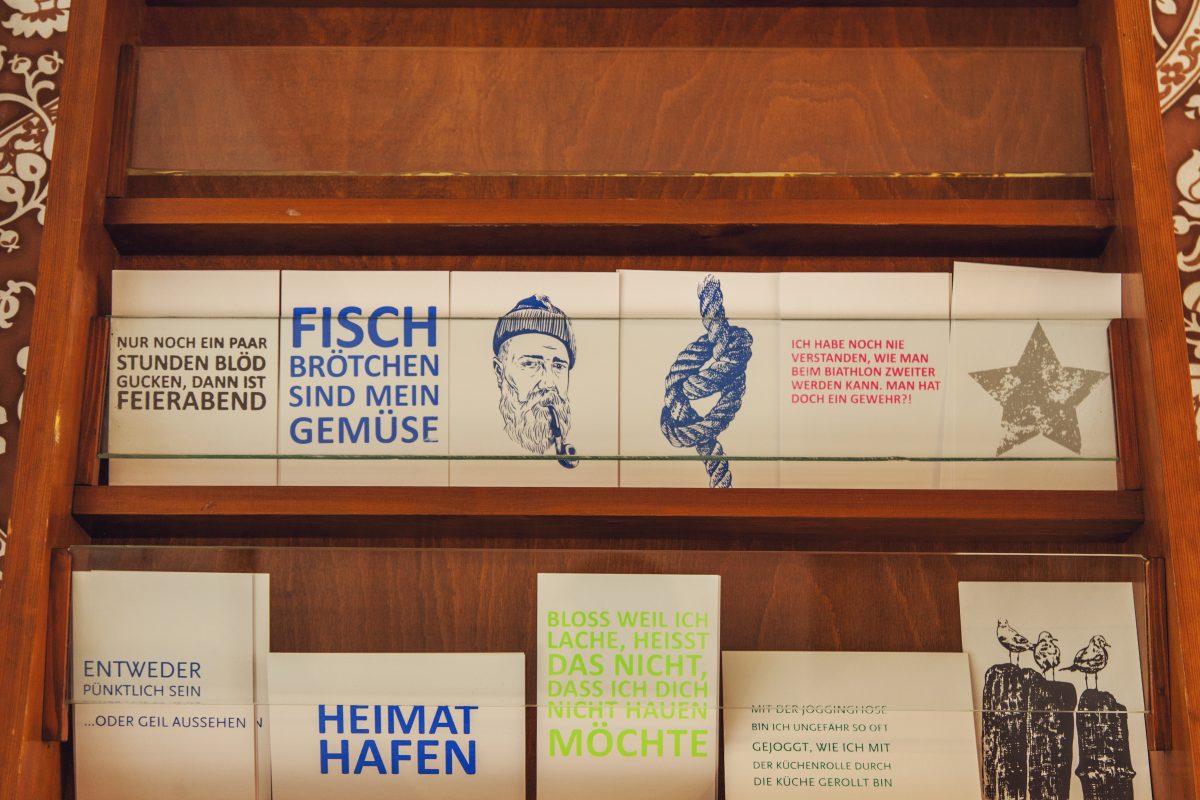 NUR NOCH EIN PAAR
STUNDEN BLÖD
GUCKEN, DANN IST
FEIERABEND
FISCH
BRÖTCHEN
SIND MEIN
GEMÜSE
ICH HABE NOCH NIE
VERSTANDEN, WIE MAN
BEIM BIATHLON ZWEITER
WERDEN KANN. MAN HAT
DOCH EIN GEWEHR?!
ENTWEDER
PÜNKTLICH SEIN
...ODER GEIL AUSSEHEN
HEIMAT
HAFEN
BLOSS WEIL ICH
LACHE, HEISST
DAS NICHT,
DASS ICH DICH
NICHT HAUEN
MÖCHTE
MIT DER JOGGINGHOSE
BIN ICH UNGEFÄHR SO OFT
GEJOGGT, WIE ICH MIT
DER KÜCHENROLLE DURCH
DIE KÜCHE GEROLLT BIN